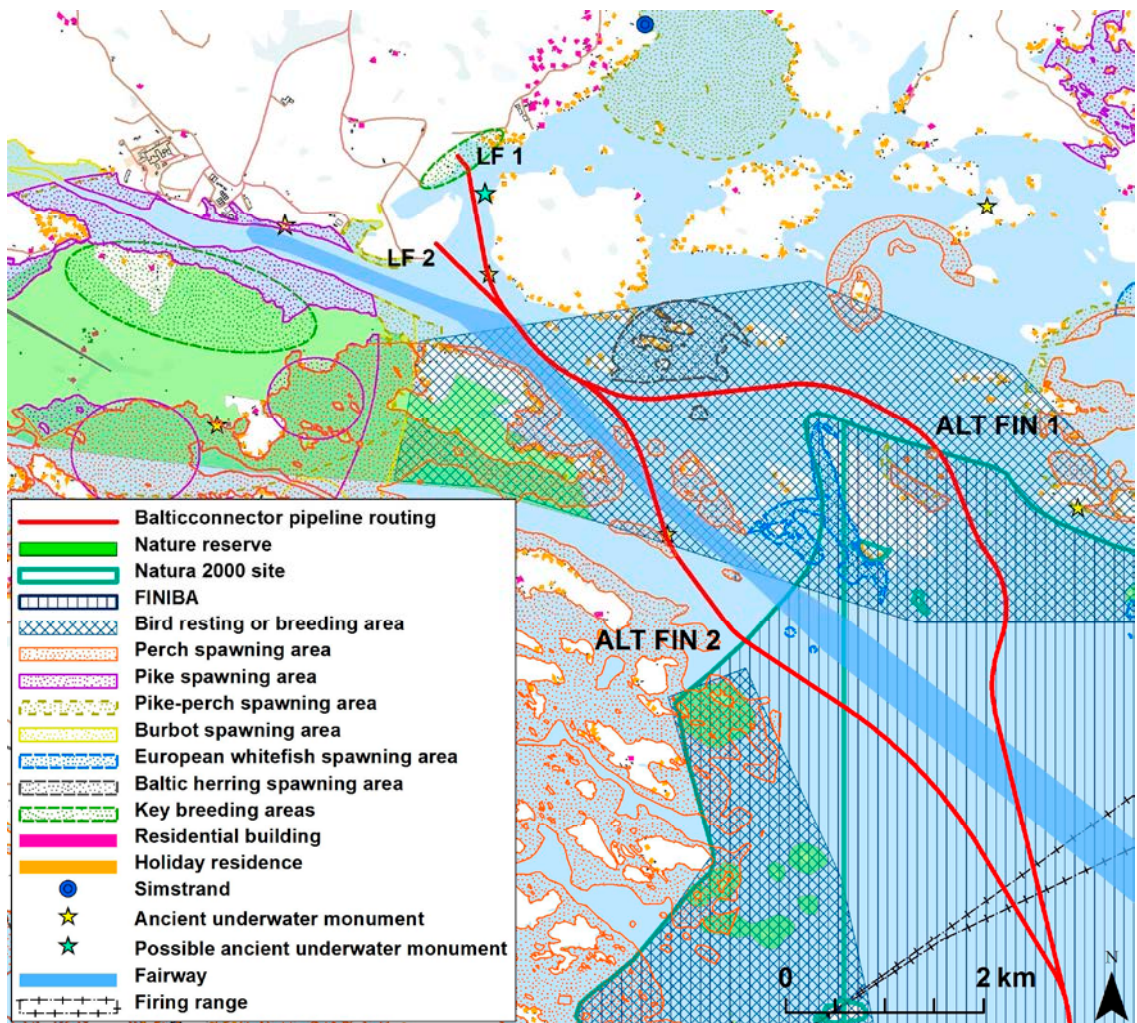 LF 1
LF 2
ALT FIN 1
ALT FIN 2
Balticconnector pipeline routing
Nature reserve
Natura 2000 site
FINIBA
Bird resting or breeding area
Perch spawning area
Pike spawning area
Pike-perch spawning area
Burbot spawning area
European whitefish spawning area
Baltic herring spawning area
Key breeding areas
Residential building
Holiday residence
Simstrand
Ancient underwater monument
Possible ancient underwater monument
Fairway
Firing range
0 2 km
N